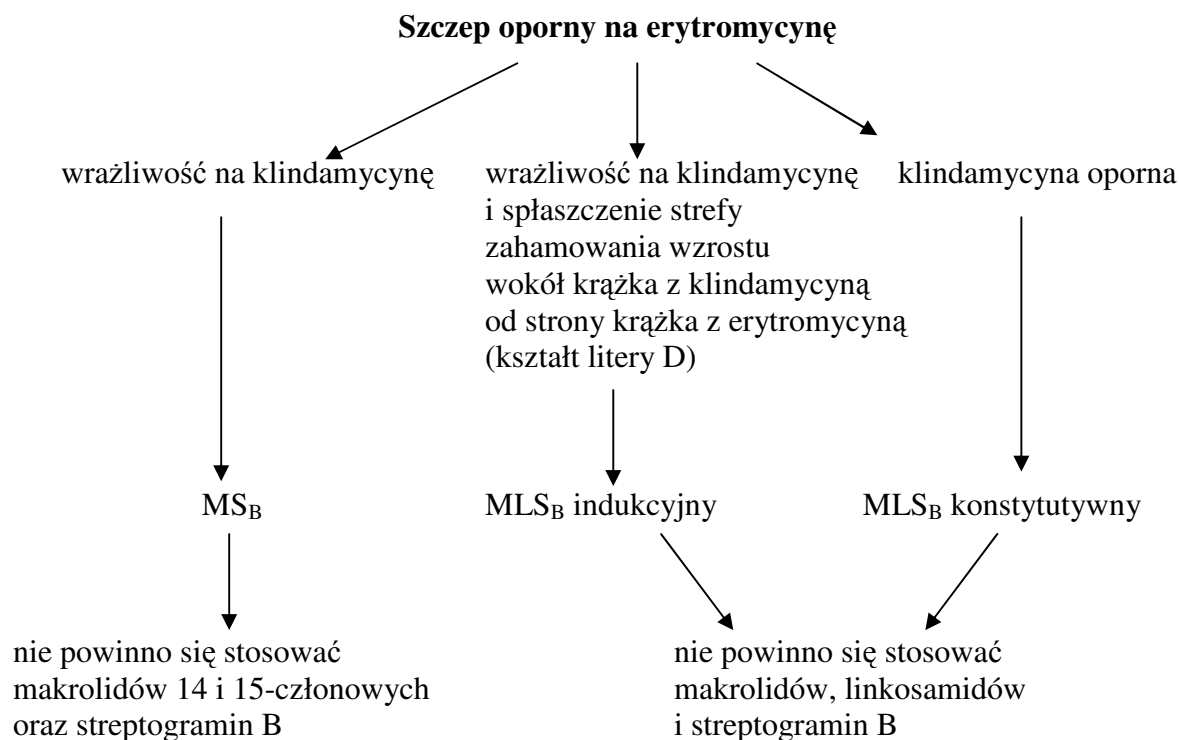 Szczep oporny na erytromycynę
wrażliwość na klindamycynę
wrażliwość na klindamycynę
i spłaszczenie strefy
zahamowania wzrostu
wokół krążka z klindamycyną
od strony krążka z erytromycyną
(kształt litery D)
klindamycyna oporna
MSB
MLSB indukcyjny
MLSB konstytutywny
nie powinno się stosować
makrolidów 14 i 15-członowych
oraz streptogramin B
nie powinno się stosować
makrolidów, linkosamidów
i streptogramin B